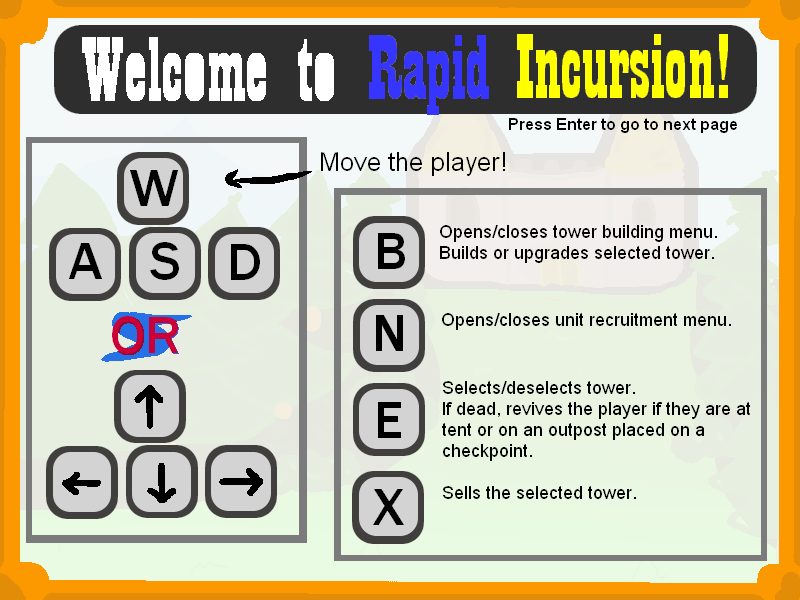 Welcome to Rapid Incursion!
Press Enter to go to next page
Move the player!
W
A S D
OR
↑
← ↓ →
B
Opens/closes tower building menu.
Builds or upgrades selected tower.
N
Opens/closes unit recruitment menu.
E
Selects/deselects tower.
If dead, revives the player if they are at
tent or on an outpost placed on a
checkpoint.
X
Sells the selected tower.